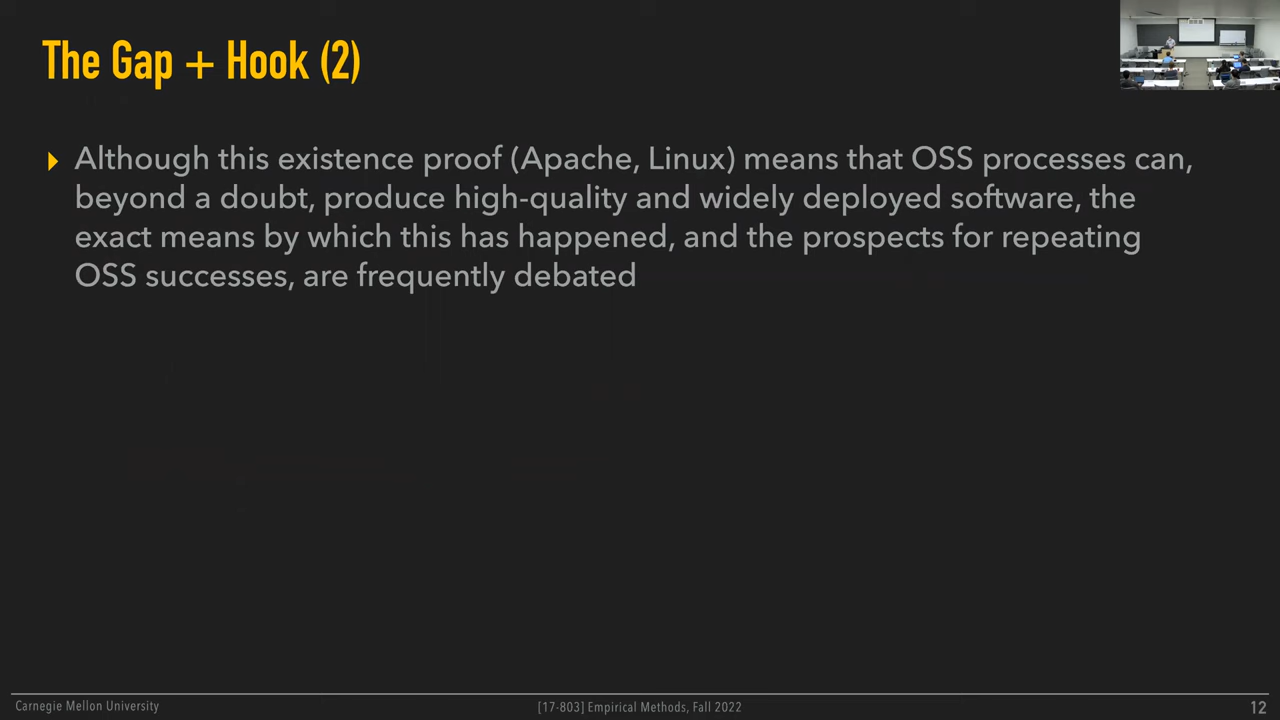 The Gap + Hook (2)
Although this existence proof (Apache, Linux) means that OSS processes can,
beyond a doubt, produce high-quality and widely deployed software, the
exact means by which this has happened, and the prospects for repeating
OSS successes, are frequently debated
Carnegie Mellon University
[17-803] Empirical Methods, Fall 2022
12